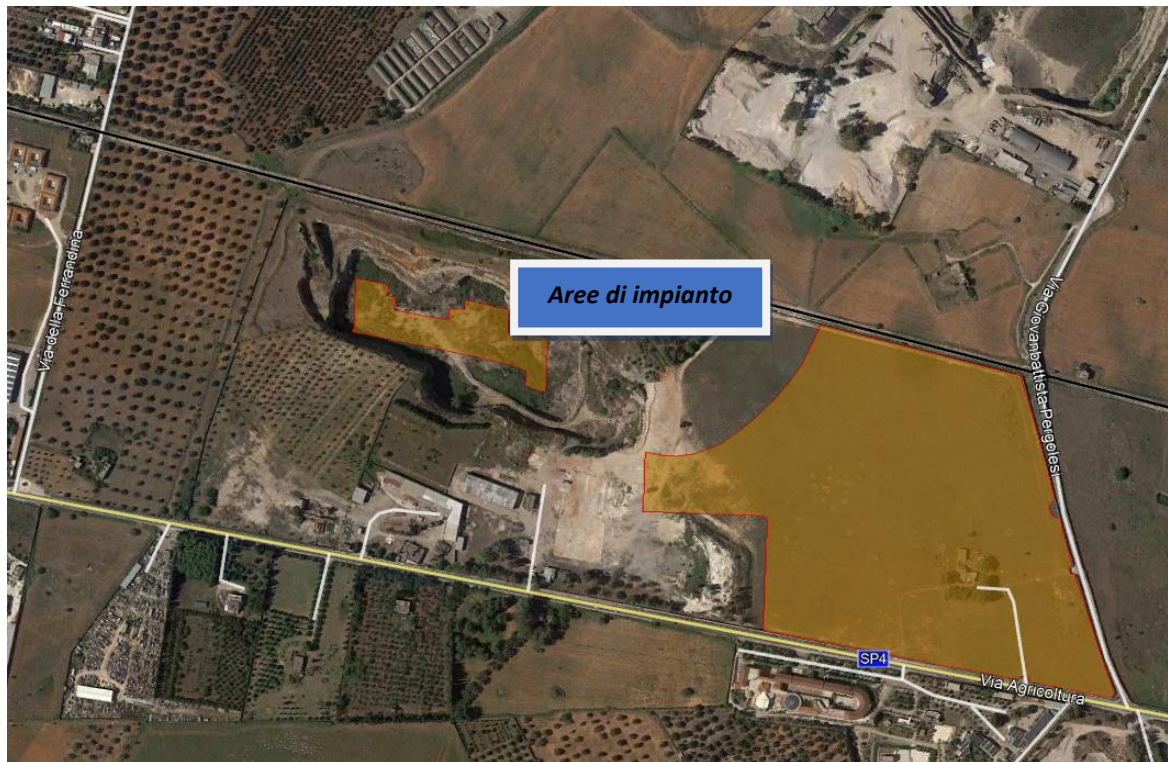 Aree di impianto
Via della Ferrandina
Via Giovanbattista Pergolesi
SP4
Via Agricoltura